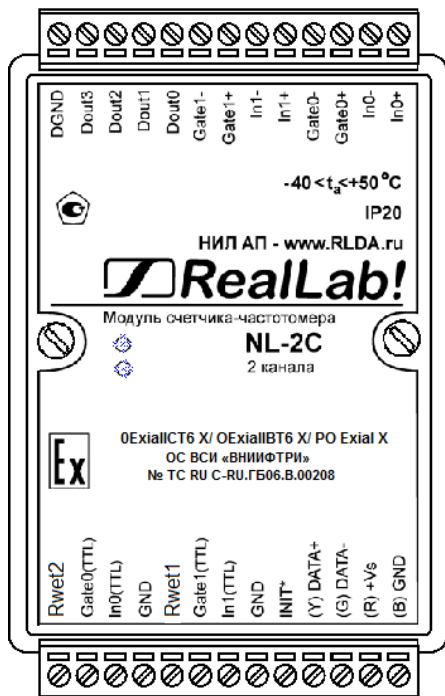 DGND
Dout3
Dout2
Dout1
Dout0
Gate1-
Gate1+
In1-
In1+
Gate0-
Gate0+
In0-
In0+
-40 <ta<+50 °C
IP20
НИЛ АП - www.RLDA.ru
RealLab!
Модуль счетчика-частотомера
NL-2C
2 канала
Ex
0ExiaIICT6 X/ OExiaIIBT6 X/ PO ExiaI X
ОС ВСИ «ВНИИФТРИ»
№ ТС RU C-RU.ГБ06.В.00208
Rwet2
Gate0(TTL)
In0(TTL)
GND
Rwet1
Gate1(TTL)
In1(TTL)
GND
INIT*
(Y) DATA+
(G) DATA-
(R) +Vs
(B) GND